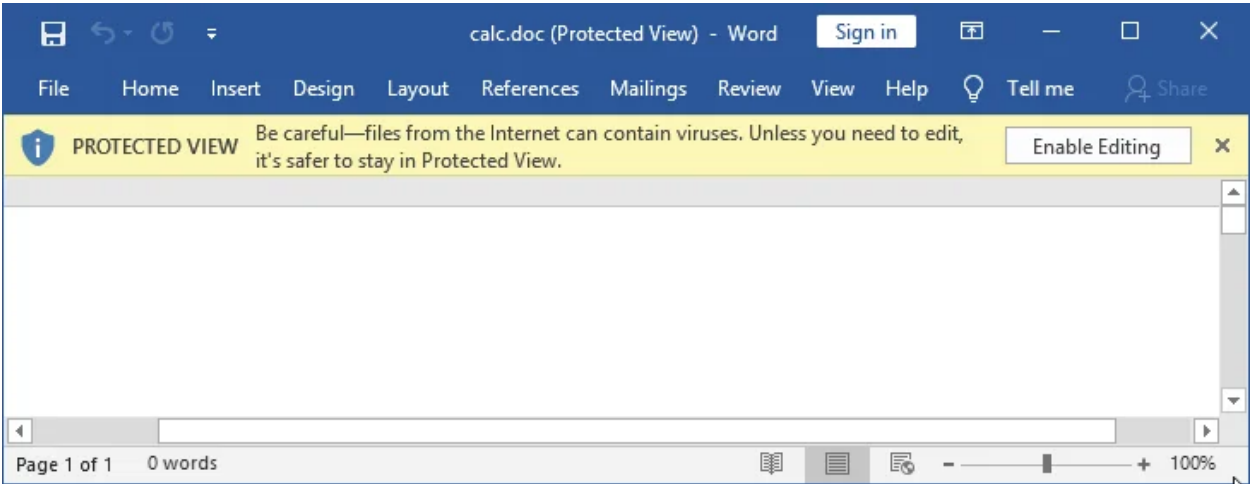 calc.doc (Protected View) - Word Sign in
File Home Insert Design Layout References Mailings Review View Help Tell me Share
PROTECTED VIEW Be careful—files from the Internet can contain viruses. Unless you need to edit,
it's safer to stay in Protected View. Enable Editing
Page 1 of 1 0 words 100%